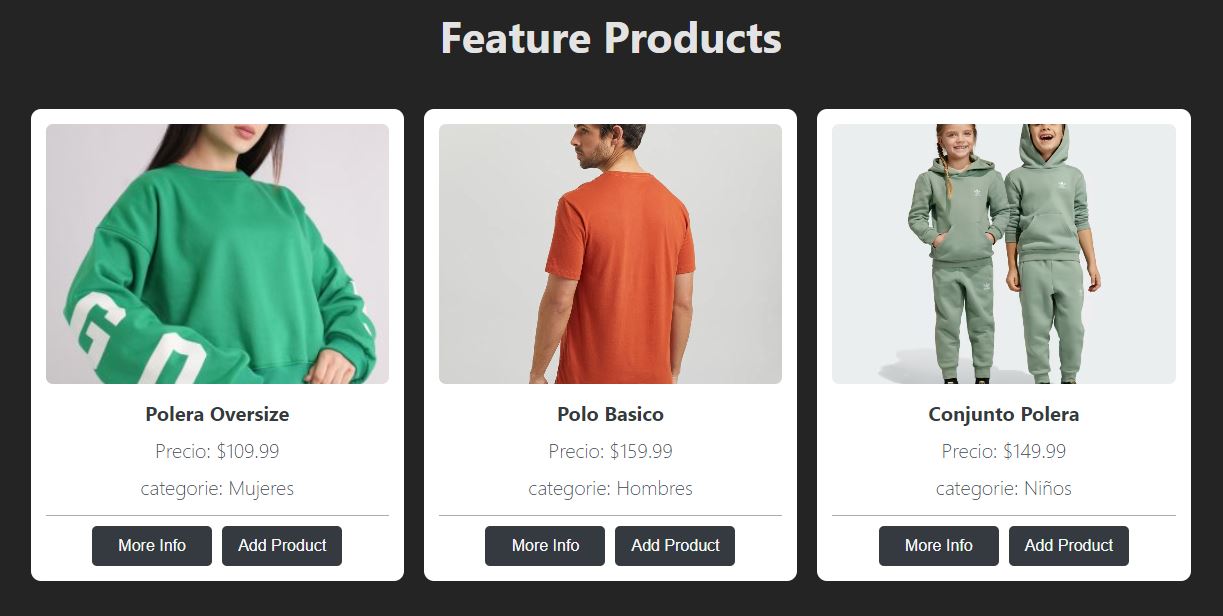 Feature Products
Polera Oversize
Precio: $109.99
categorie: Mujeres
More Info
Add Product
Polo Basico
Precio: $159.99
categorie: Hombres
More Info
Add Product
Conjunto Polera
Precio: $149.99
categorie: Niños
More Info
Add Product